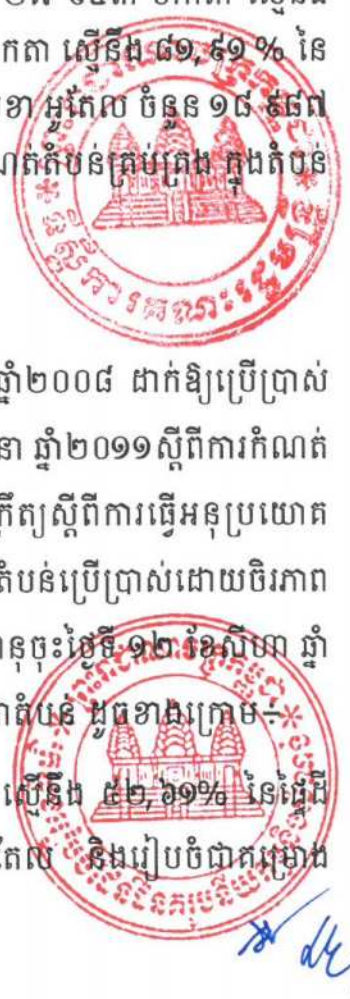 កតា ស្មើនឹង ៨១,៩១ % នៃ
ខា អូតែល ចំនួន ១៨ ៩៨៧
ណត់តំបន់គ្រប់គ្រង ក្នុងតំបន់
ឆ្នាំ២០០៨ ដាក់ឱ្យប្រើប្រាស់
នា ឆ្នាំ២០១១ស្តីពីការកំណត់
ក្រឹត្យស្តីពីការធ្វើអនុប្រយោគ
តំបន់ប្រើប្រាស់ដោយចិរភាព
នុចុះថ្ងៃទី ១២ ខែសីហា ឆ្នាំ
តំបន់ ដូចខាងក្រោម÷
ស្មើនឹង ៥២,៦១% នៃផ្ទៃដី
តែល និងរៀបចំជាគម្រោង